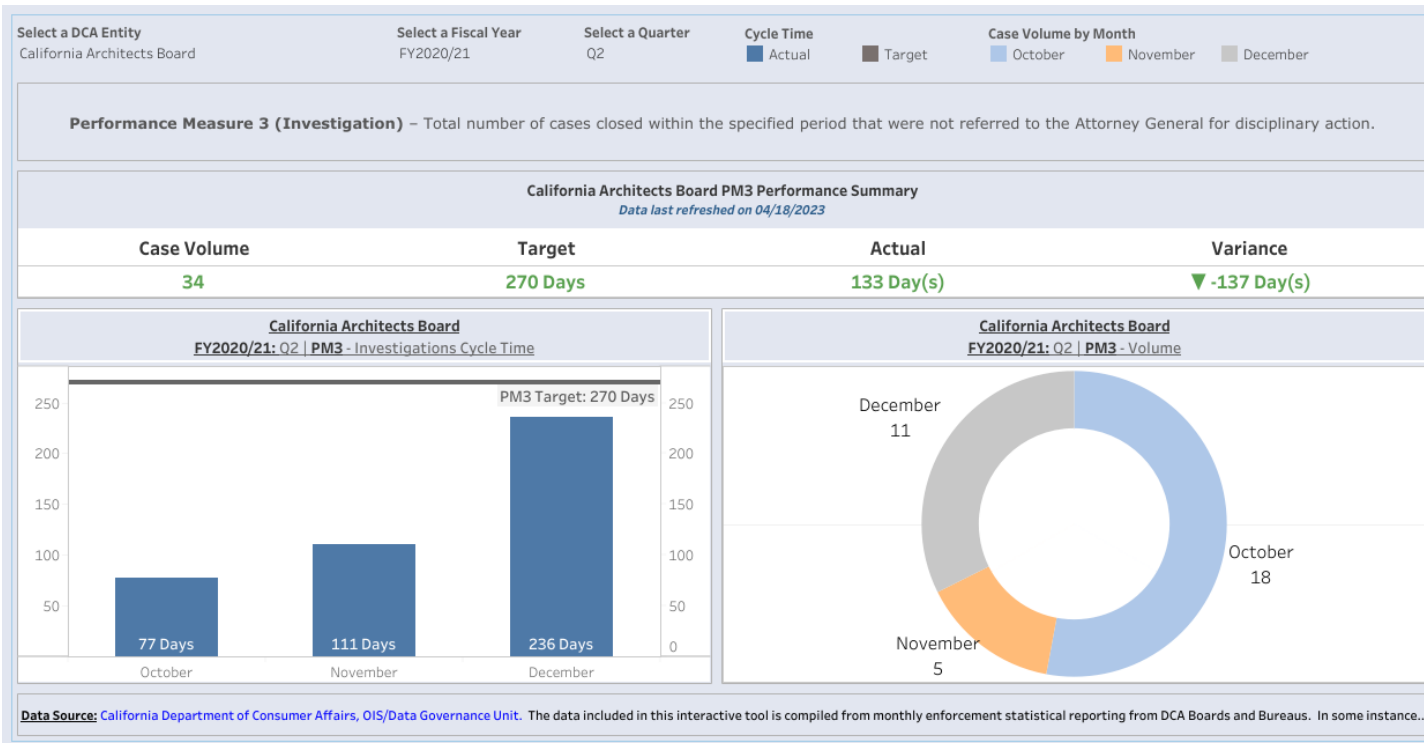 Select a DCA Entity
Select a Fiscal Year
Select a Quarter
Cycle Time
Case Volume by Month
California Architects Board
FY2020/21
Q2
Actual
Target
October
November
December
Performance Measure 3 (Investigation) – Total number of cases closed within the specified period that were not referred to the Attorney General for disciplinary action.
California Architects Board PM3 Performance Summary
Data last refreshed on 04/18/2023
Case Volume
Target
Actual
Variance
34
270 Days
133 Day(s)
▼ -137 Day(s)
California Architects Board
FY2020/21: Q2 | PM3 - Investigations Cycle Time
250
200
150
100
50
PM3 Target: 270 Days
250
200
150
100
50
0
77 Days
111 Days
236 Days
October
November
December
California Architects Board
FY2020/21: Q2 | PM3 - Volume
December
11
October
18
November
5
Data Source: California Department of Consumer Affairs, OIS/Data Governance Unit. The data included in this interactive tool is compiled from monthly enforcement statistical reporting from DCA Boards and Bureaus. In some instance..